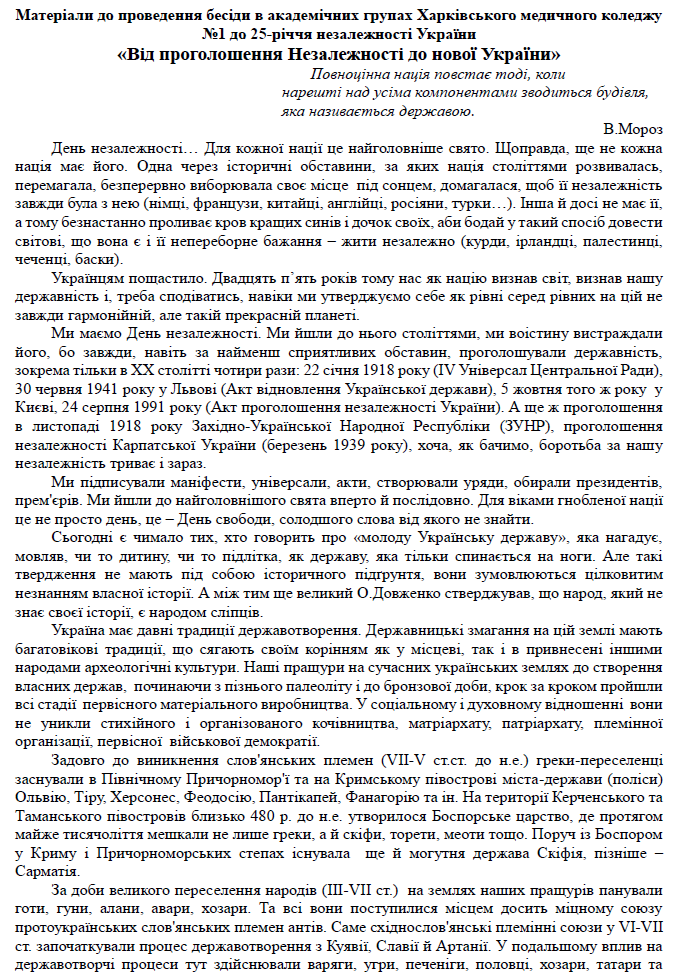 Матеріали до проведення бесіди в академічних групах Харківського медичного коледжу
№1 до 25-річчя незалежності України
«Від проголошення Незалежності до нової України»
Повноцінна нація повстає тоді, коли
нарешті над усіма компонентами зводиться будівля,
яка називається державою.
В.Мороз
День незалежності… Для кожної нації це найголовніше свято. Щоправда, ще не кожна
нація має його. Одна через історичні обставини, за яких нація століттями розвивалась,
перемагала, безперервно виборювала своє місце під сонцем, домагалася, щоб її незалежність
завжди була з нею (німці, французи, китайці, англійці, росіяни, турки…). Інша й досі не має її,
а тому безнастанно проливає кров кращих синів і дочок своїх, аби бодай у такий спосіб довести
світові, що вона є і її непереборне бажання – жити незалежно (курди, ірландці, палестинці,
чеченці, баски).
Українцям пощастило. Двадцять п’ять років тому нас як націю визнав світ, визнав нашу
державність і, треба сподіватись, навіки ми утверджуємо себе як рівні серед рівних на цій не
завжди гармонійній, але такій прекрасній планеті.
Ми маємо День незалежності. Ми йшли до нього століттями, ми воістину вистраждали
його, бо завжди, навіть за найменш сприятливих обставин, проголошували державність,
зокрема тільки в ХХ столітті чотири рази: 22 січня 1918 року (IV Універсал Центральної Ради),
30 червня 1941 року у Львові (Акт відновлення Української держави), 5 жовтня того ж року у
Києві, 24 серпня 1991 року (Акт проголошення незалежності України). А ще ж проголошення
в листопаді 1918 року Західно-Української Народної Республіки (ЗУНР), проголошення
незалежності Карпатської України (березень 1939 року), хоча, як бачимо, боротьба за нашу
незалежність триває і зараз.
Ми підписували маніфести, універсали, акти, створювали уряди, обирали президентів,
прем'єрів. Ми йшли до найголовнішого свята вперто й послідовно. Для віками гнобленої нації
це не просто день, це – День свободи, солодшого слова від якого не знайти.
Сьогодні є чимало тих, хто говорить про «молоду Українську державу», яка нагадує,
мовляв, чи то дитину, чи то підлітка, як державу, яка тільки спинається на ноги. Але такі
твердження не мають під собою історичного підґрунтя, вони зумовлюються цілковитим
незнанням власної історії. А між тим ще великий О.Довженко стверджував, що народ, який не
знає своєї історії, є народом сліпців.
Україна має давні традиції державотворення. Державницькі змагання на цій землі мають
багатовікові традиції, що сягають своїм корінням як у місцеві, так і в привнесені іншими
народами археологічні культури. Наші пращури на сучасних українських землях до створення
власних держав, починаючи з пізнього палеоліту і до бронзової доби, крок за кроком пройшли
всі стадії первісного матеріального виробництва. У соціальному і духовному відношенні вони
не уникли стихійного і організованого кочівництва, матріархату, патріархату, племінної
організації, первісної військової демократії.
Задовго до виникнення слов'янських племен (VII-V ст.ст. до н.е.) греки-переселенці
заснували в Північному Причорномор'ї та на Кримському півострові міста-держави (поліси)
Ольвію, Тіру, Херсонес, Феодосію, Пантікапей, Фанагорію та ін. На території Керченського та
Таманського півостровів близько 480 р. до н.е. утворилося Боспорське царство, де протягом
майже тисячоліття мешкали не лише греки, а й скіфи, торети, меоти тощо. Поруч із Боспором
у Криму і Причорноморських степах існувала ще й могутня держава Скіфія, пізніше –
Сарматія.
За доби великого переселення народів (ІІІ-VII ст.) на землях наших пращурів панували
готи, гуни, алани, авари, хозари. Та всі вони поступилися місцем досить міцному союзу
протоукраїнських слов'янських племен антів. Саме східнослов'янські племінні союзи у VI-VII
ст. започаткували процес державотворення з Куявії, Славії й Артанії. У подальшому вплив на
державотворчі процеси тут здійснювали варяги, угри, печеніги, половці, хозари, татари та